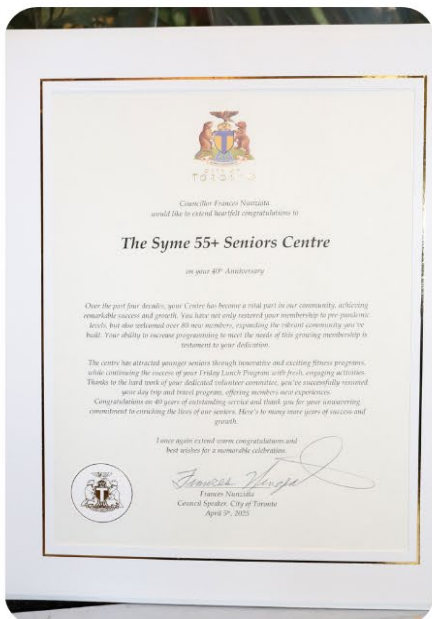 CITY OF
TORONTO
Councillor Frances Nunziata
would like to extend heartfelt congratulations to
The Syme 55+ Seniors Centre
on your 40th Anniversary
Over the past four decades, your Centre has become a vital part in our community, achieving
remarkable success and growth. You have not only restored your membership to pre-pandemic
levels, but also welcomed over 80 new members, expanding the vibrant community you've
built. Your ability to increase programming to meet the needs of this growing membership is
testament to your dedication.
The centre has attracted younger seniors through innovative and exciting fitness programs,
while continuing the success of your Friday Lunch Program with fresh, engaging activities.
Thanks to the hard work of your dedicated volunteer committee, you've successfully resumed
your day trip and travel program, offering members new experiences.
Congratulations on 40 years of outstanding service and thank you for your unwavering
commitment to enriching the lives of our seniors. Here's to many more years of success and
growth.
I once again extend warm congratulations and
best wishes for a memorable celebration.
Frances Nunziata
Frances Nunziata
Council Speaker, City of Toronto
April 5th, 2025